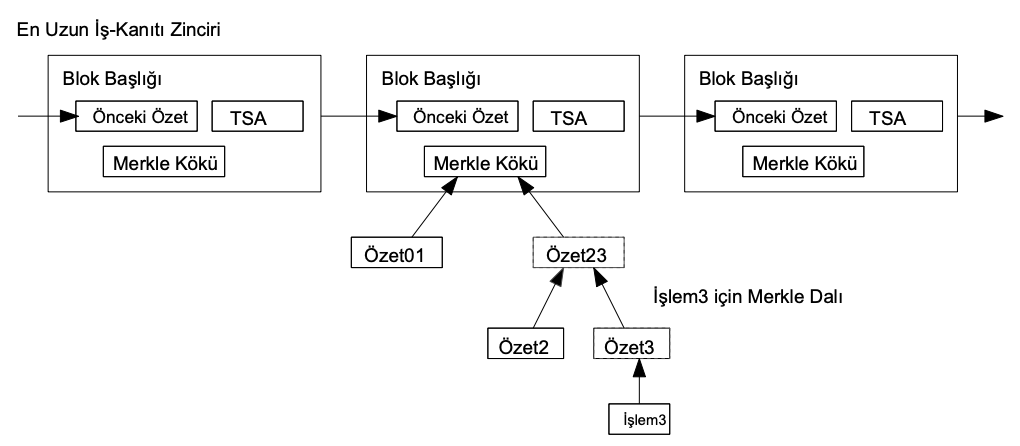 En Uzun İş-Kanıtı Zinciri
Blok Başlığı
Önceki Özet
TSA
Merkle Kökü
Blok Başlığı
Önceki Özet
TSA
Merkle Kökü
Blok Başlığı
Önceki Özet
TSA
Merkle Kökü
Özet01
Özet23
İşlem3 için Merkle Dalı
Özet2
Özet3
İşlem3